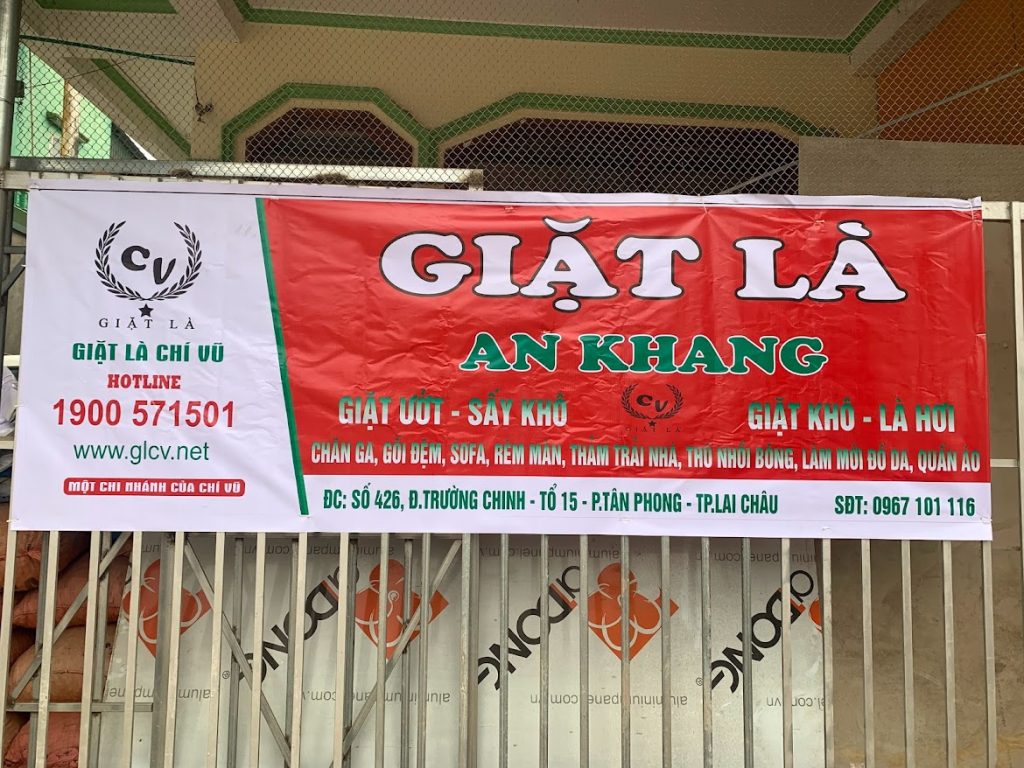 CV
GIẶT LÀ
GIẶT LÀ CHÍ VŨ
HOTLINE
1900 571501
www.glcv.net
MỘT CHI NHÁNH CỦA CHÍ VŨ
GIẶT LÀ
AN KHANG
GIẶT ƯỚT - SẤY KHÔ
CV
GIẶT LÀ
GIẶT KHÔ - LÀ HƠI
CHĂN GA, GỐI ĐỆM, SOFA, RÈM MÀN, THẢM TRẢI NHÀ, THÚ NHỒI BÔNG, LÀM MỚI ĐỒ DA, QUẦN ÁO
ĐC: SỐ 426, Đ.TRƯỜNG CHINH - TỔ 15 - P.TÂN PHONG - TP.LAI CHÂU
SĐT: 0967 101 116